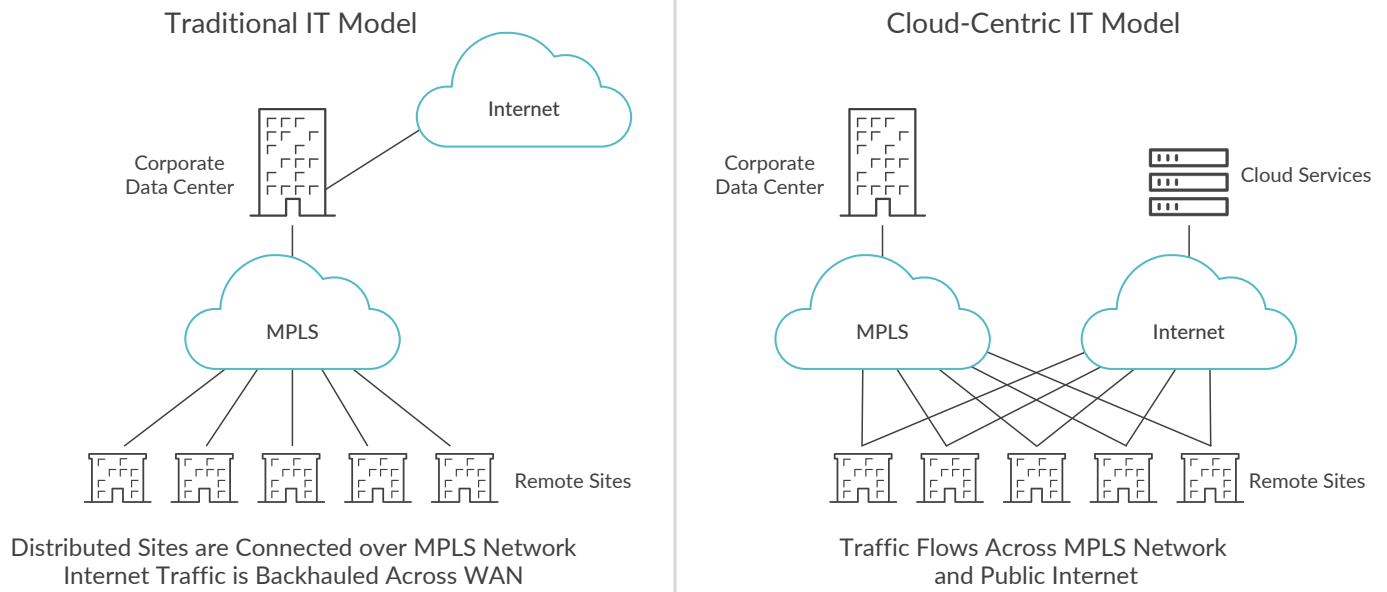 Traditional IT Model
Internet
Corporate
Data Center
MPLS
Remote Sites
Distributed Sites are Connected over MPLS Network
Internet Traffic is Backhauled Across WAN
Cloud-Centric IT Model
Corporate
Data Center
Cloud Services
MPLS
Internet
Remote Sites
Traffic Flows Across MPLS Network
and Public Internet